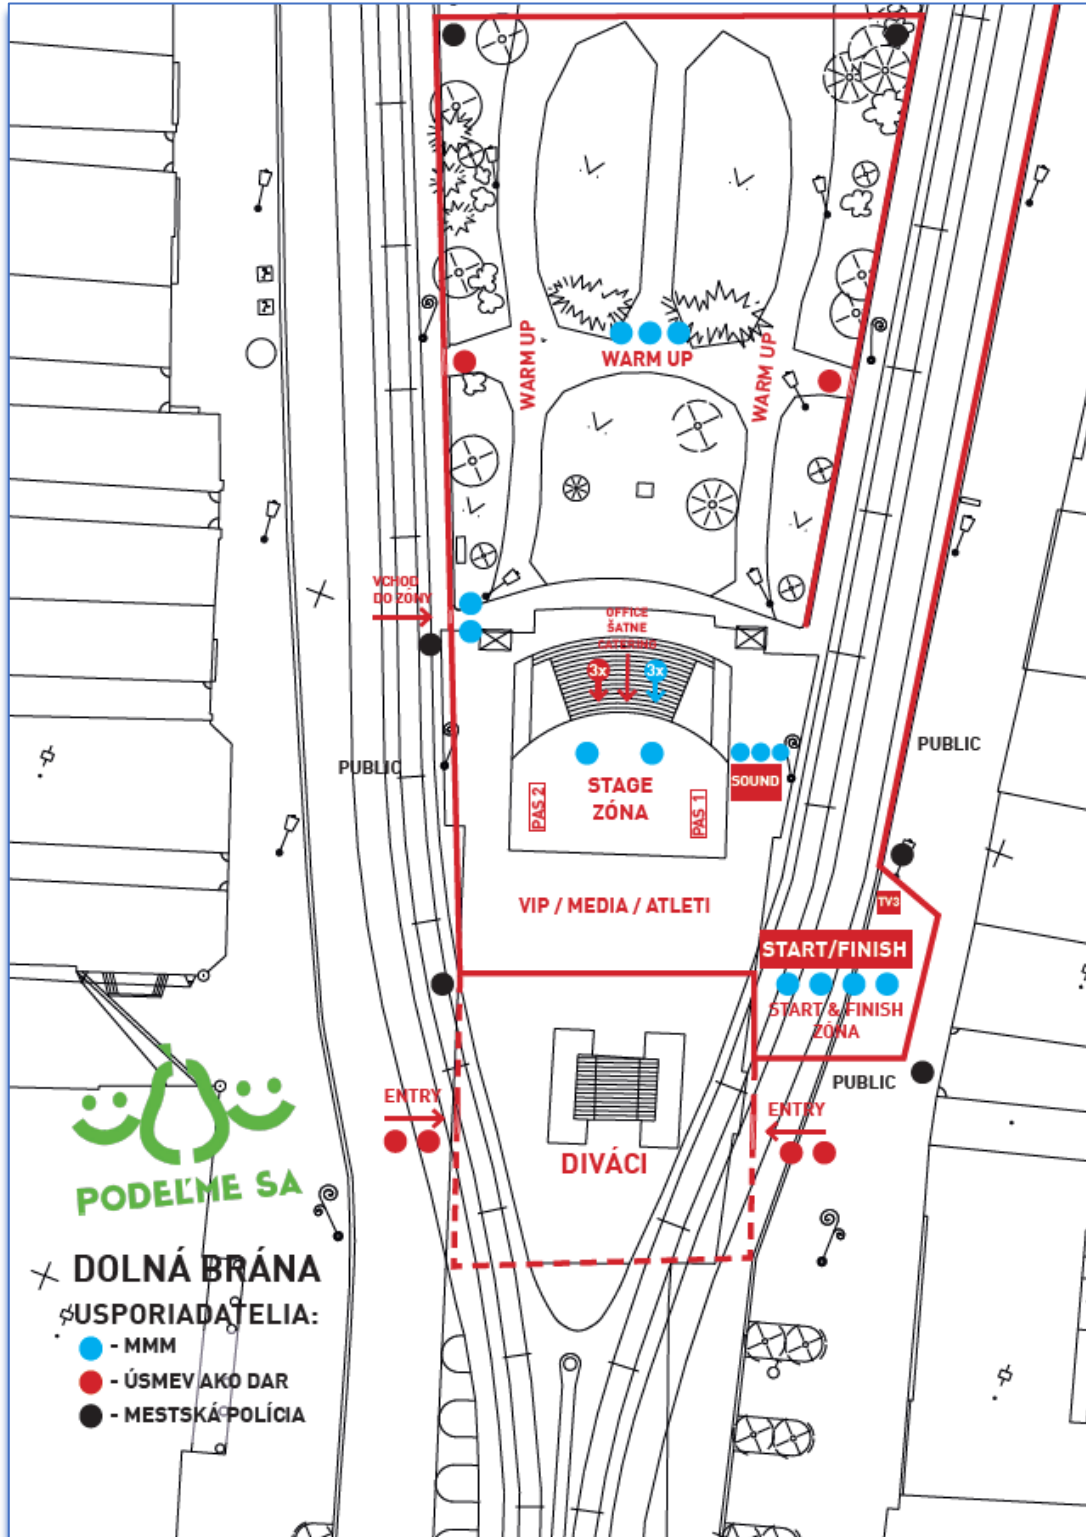 WARM UP
WARM UP
WARM UP
VCHOD
DO ZÓNY
OFFICE
ŠATNE
CATERING
3x
3x
PUBLIC
PUBLIC
SOUND
STAGE
ZÓNA
PAS 2
PAS 1
VIP / MEDIA / ATLETI
TV3
START/FINISH
START & FINISH
ZÓNA
PUBLIC
ENTRY
ENTRY
DIVÁCI
PODEĽME SA
DOLNÁ BRÁNA
USPORIADATELIA:
- MMM
- ÚSMEV AKO DAR
- MESTSKÁ POLÍCIA